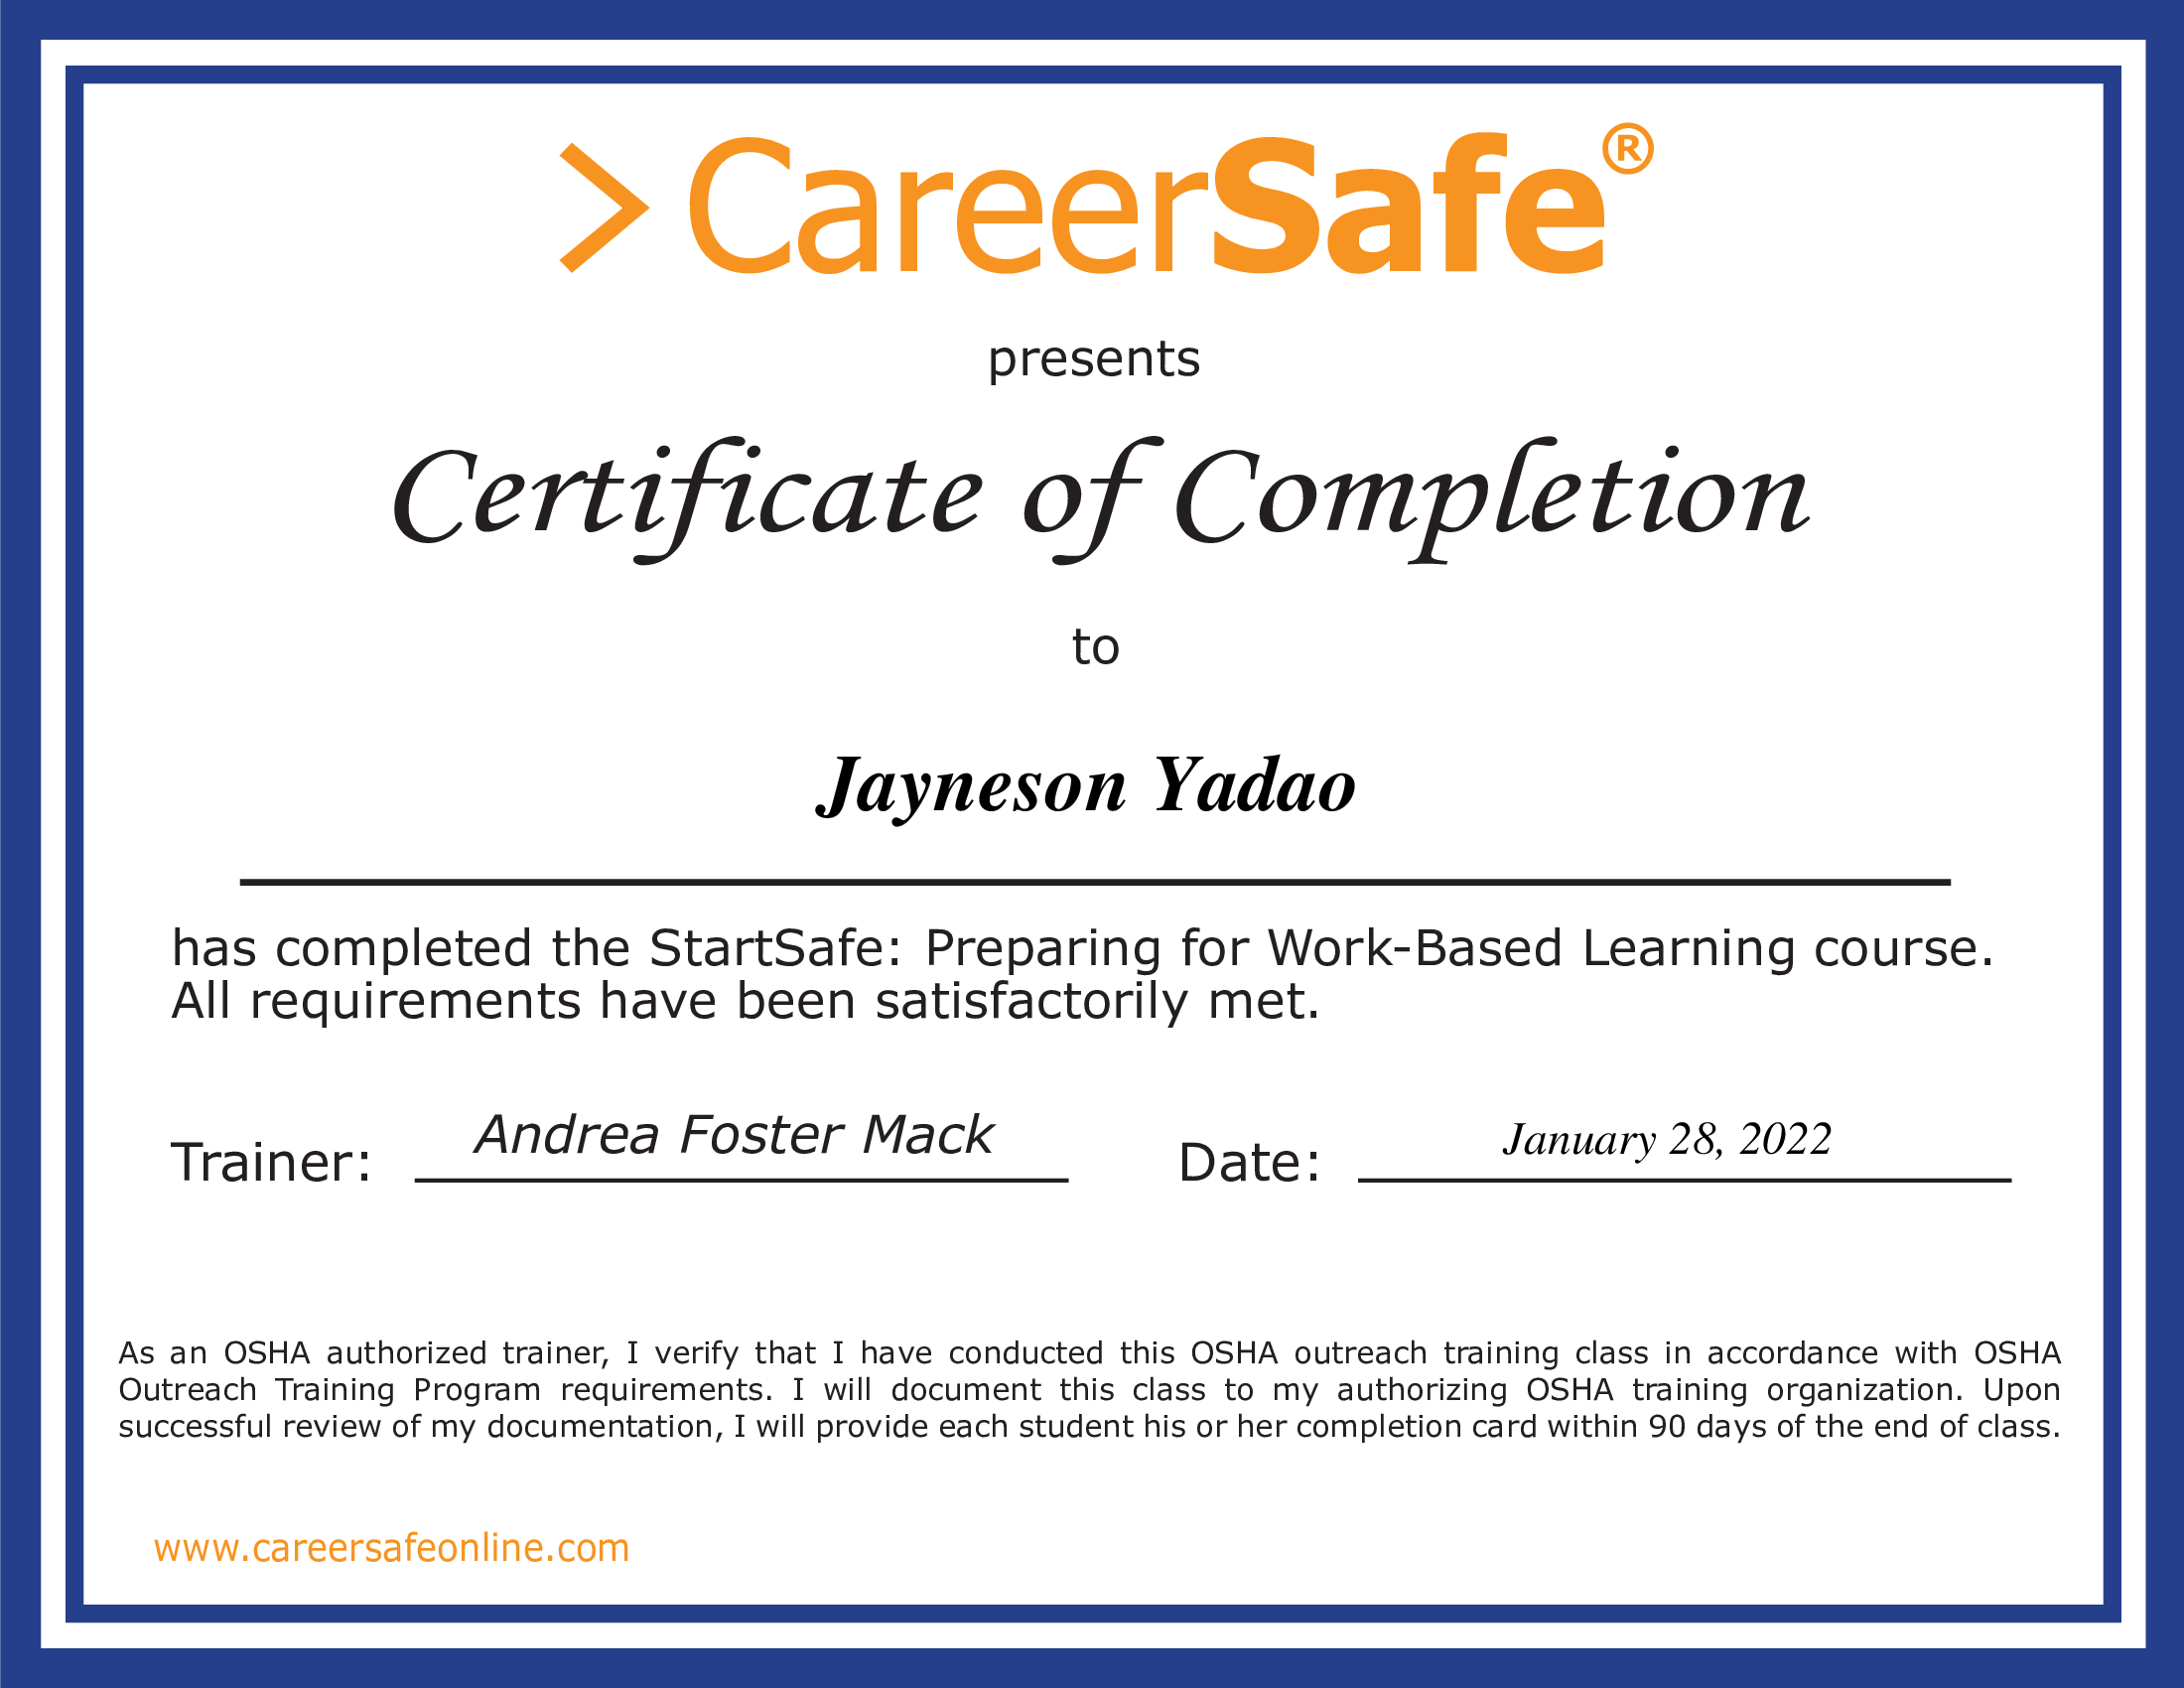 > CareerSafe®
presents
Certificate of Completion
to
Jayneson Yadao
has completed the StartSafe: Preparing for Work-Based Learning course.
All requirements have been satisfactorily met.
Trainer: Andrea Foster Mack Date: January 28, 2022
As an OSHA authorized trainer, I verify that I have conducted this OSHA outreach training class in accordance with OSHA
Outreach Training Program requirements. I will document this class to my authorizing OSHA training organization. Upon
successful review of my documentation, I will provide each student his or her completion card within 90 days of the end of class.
www.careersafeonline.com